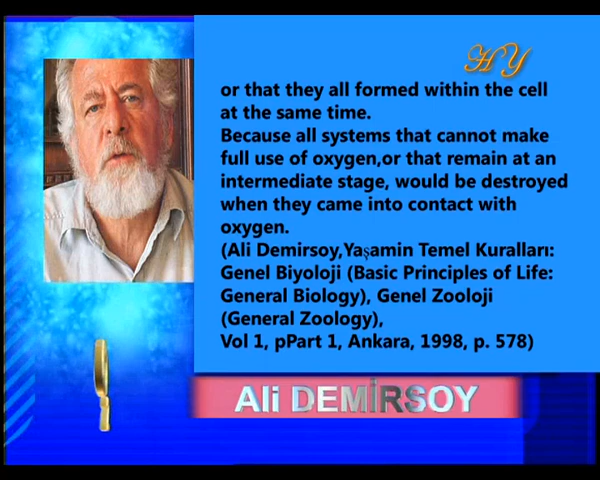 HY
or that they all formed within the cell
at the same time.
Because all systems that cannot make
full use of oxygen,or that remain at an
intermediate stage, would be destroyed
when they came into contact with
oxygen.
(Ali Demirsoy,Yaşamin Temel Kuralları:
Genel Biyoloji (Basic Principles of Life:
General Biology), Genel Zooloji
(General Zoology),
Vol 1, pPart 1, Ankara, 1998, p. 578)
Ali DEMİRSOY